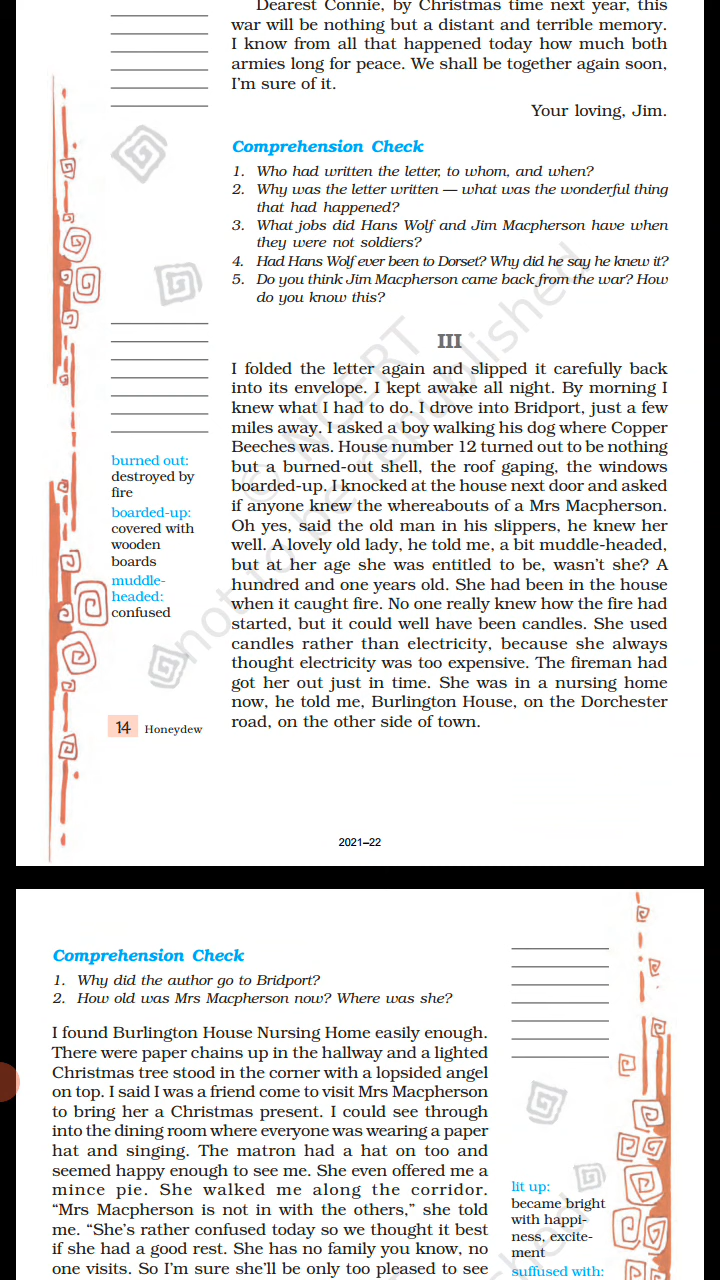 Dearest Connie, by Christmas time next year, this
war will be nothing but a distant and terrible memory.
I know from all that happened today how much both
armies long for peace. We shall be together again soon,
I'm sure of it.
Your loving, Jim.
Comprehension Check
1. Who had written the letter, to whom, and when?
2. Why was the letter written — what was the wonderful thing
that had happened?
3. What jobs did Hans Wolf and Jim Macpherson have when
they were not soldiers?
4. Had Hans Wolf ever been to Dorset? Why did he say he knew it?
5. Do you think Jim Macpherson came back from the war? How
do you know this?
III
I folded the letter again and slipped it carefully back
into its envelope. I kept awake all night. By morning I
knew what I had to do. I drove into Bridport, just a few
miles away. I asked a boy walking his dog where Copper
Beeches was. House number 12 turned out to be nothing
but a burned-out shell, the roof gaping, the windows
boarded-up. I knocked at the house next door and asked
if anyone knew the whereabouts of a Mrs Macpherson.
Oh yes, said the old man in his slippers, he knew her
well. A lovely old lady, he told me, a bit muddle-headed,
but at her age she was entitled to be, wasn't she? A
hundred and one years old. She had been in the house
when it caught fire. No one really knew how the fire had
started, but it could well have been candles. She used
candles rather than electricity, because she always
thought electricity was too expensive. The fireman had
got her out just in time. She was in a nursing home
now, he told me, Burlington House, on the Dorchester
road, on the other side of town.
burned out:
destroyed by
fire
boarded-up:
covered with
wooden
boards
muddle-
headed:
confused
© NCERT
not to be republished
14 Honeydew
2021–22
Comprehension Check
1. Why did the author go to Bridport?
2. How old was Mrs Macpherson now? Where was she?
I found Burlington House Nursing Home easily enough.
There were paper chains up in the hallway and a lighted
Christmas tree stood in the corner with a lopsided angel
on top. I said I was a friend come to visit Mrs Macpherson
to bring her a Christmas present. I could see through
into the dining room where everyone was wearing a paper
hat and singing. The matron had a hat on too and
seemed happy enough to see me. She even offered me a
mince pie. She walked me along the corridor.
“Mrs Macpherson is not in with the others,” she told
me. “She's rather confused today so we thought it best
if she had a good rest. She has no family you know, no
one visits. So I'm sure she'll be only too pleased to see
lit up:
became bright
with happi-
ness, excite-
ment
suffused with: